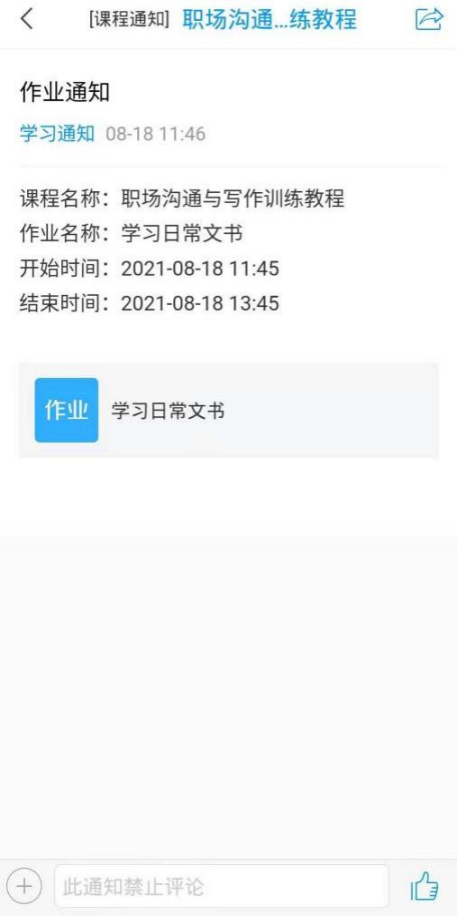 [课程通知] 职场沟通...练教程
作业通知
学习通知 08-18 11:46
课程名称：职场沟通与写作训练教程
作业名称：学习日常文书
开始时间：2021-08-18 11:45
结束时间：2021-08-18 13:45
作业 学习日常文书
此通知禁止评论